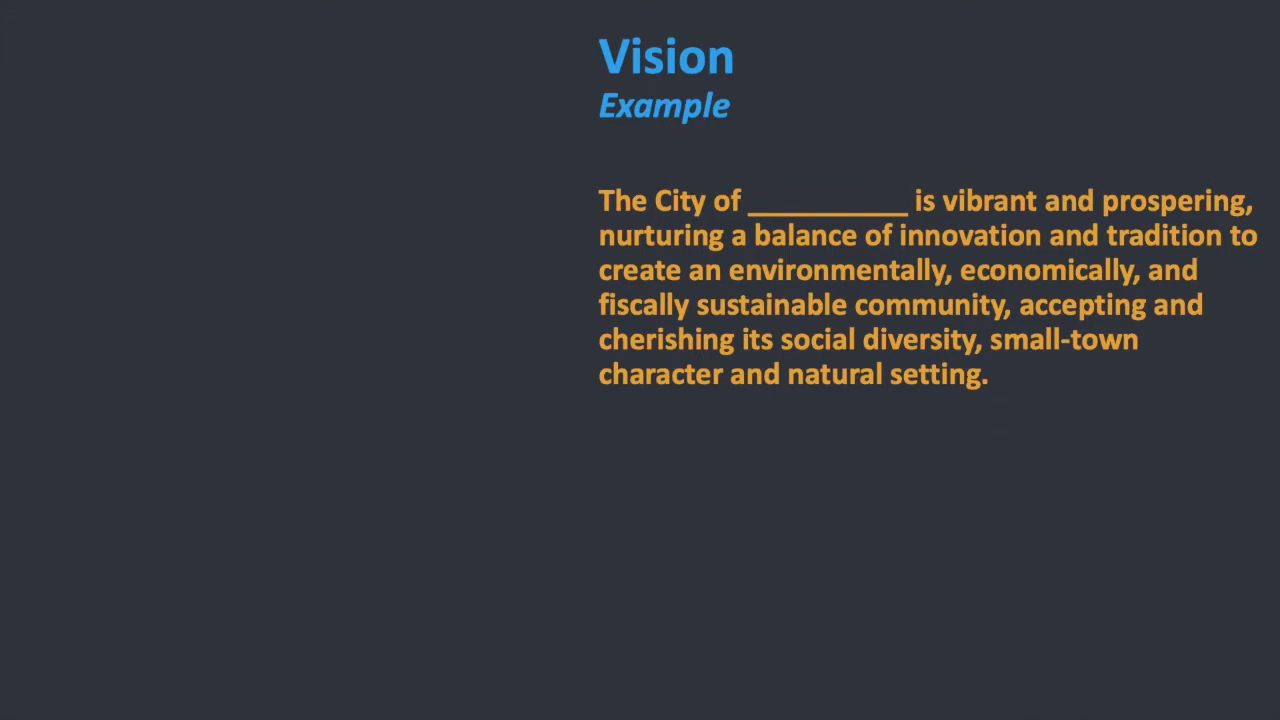 Vision
Example
The City of __________ is vibrant and prospering,
nurturing a balance of innovation and tradition to
create an environmentally, economically, and
fiscally sustainable community, accepting and
cherishing its social diversity, small-town
character and natural setting.